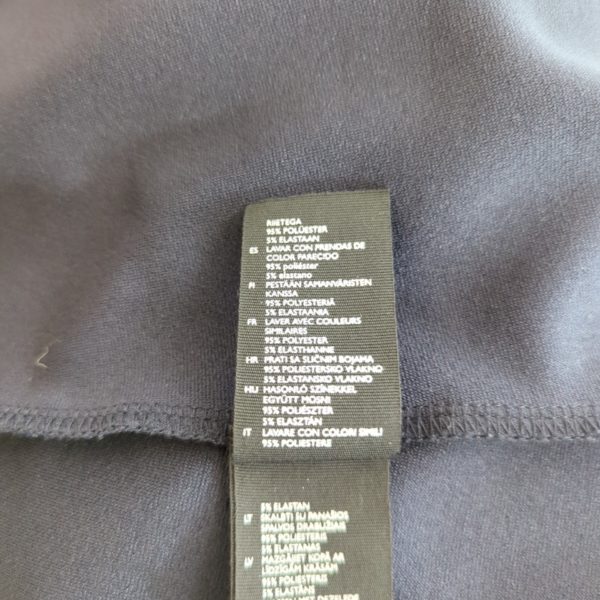 RIIETEGA
95% POLÜESTER
5% ELASTAAN
ES LAVAR CON PRENDAS DE
COLOR PARECIDO
95% poliéster
5% elastano
FI PESTÄÄN SAMANVÄRISTEN
KANSSA
95% POLYESTERIÄ
5% ELASTAANIA
FR LAVER AVEC COULEURS
SIMILAIRES
95% POLYESTER
5% ELASTHANNE
HR PRATI SA SLIČNIM BOJAMA
95% POLIESTERSKO VLAKNO
5% ELASTANSKO VLAKNO
HU HASONLÓ SZÍNEKKEL
EGYÜTT MOSNI
95% POLIÉSZTER
5% ELASZTÁN
IT LAVARE CON COLORI SIMILI
95% POLIESTERE
5% ELASTAN
LT SKALBTI SU PANAŠIOS
SPALVOS DRABUŽIAIS
95% POLIESTERIS
5% ELASTANAS
LV MAZGĀJIET KOPĀ AR
LĪDZĪGĀM KRĀSĀM
95% POLIESTERIS
5% ELASTĀNS
MET DEZELFDE